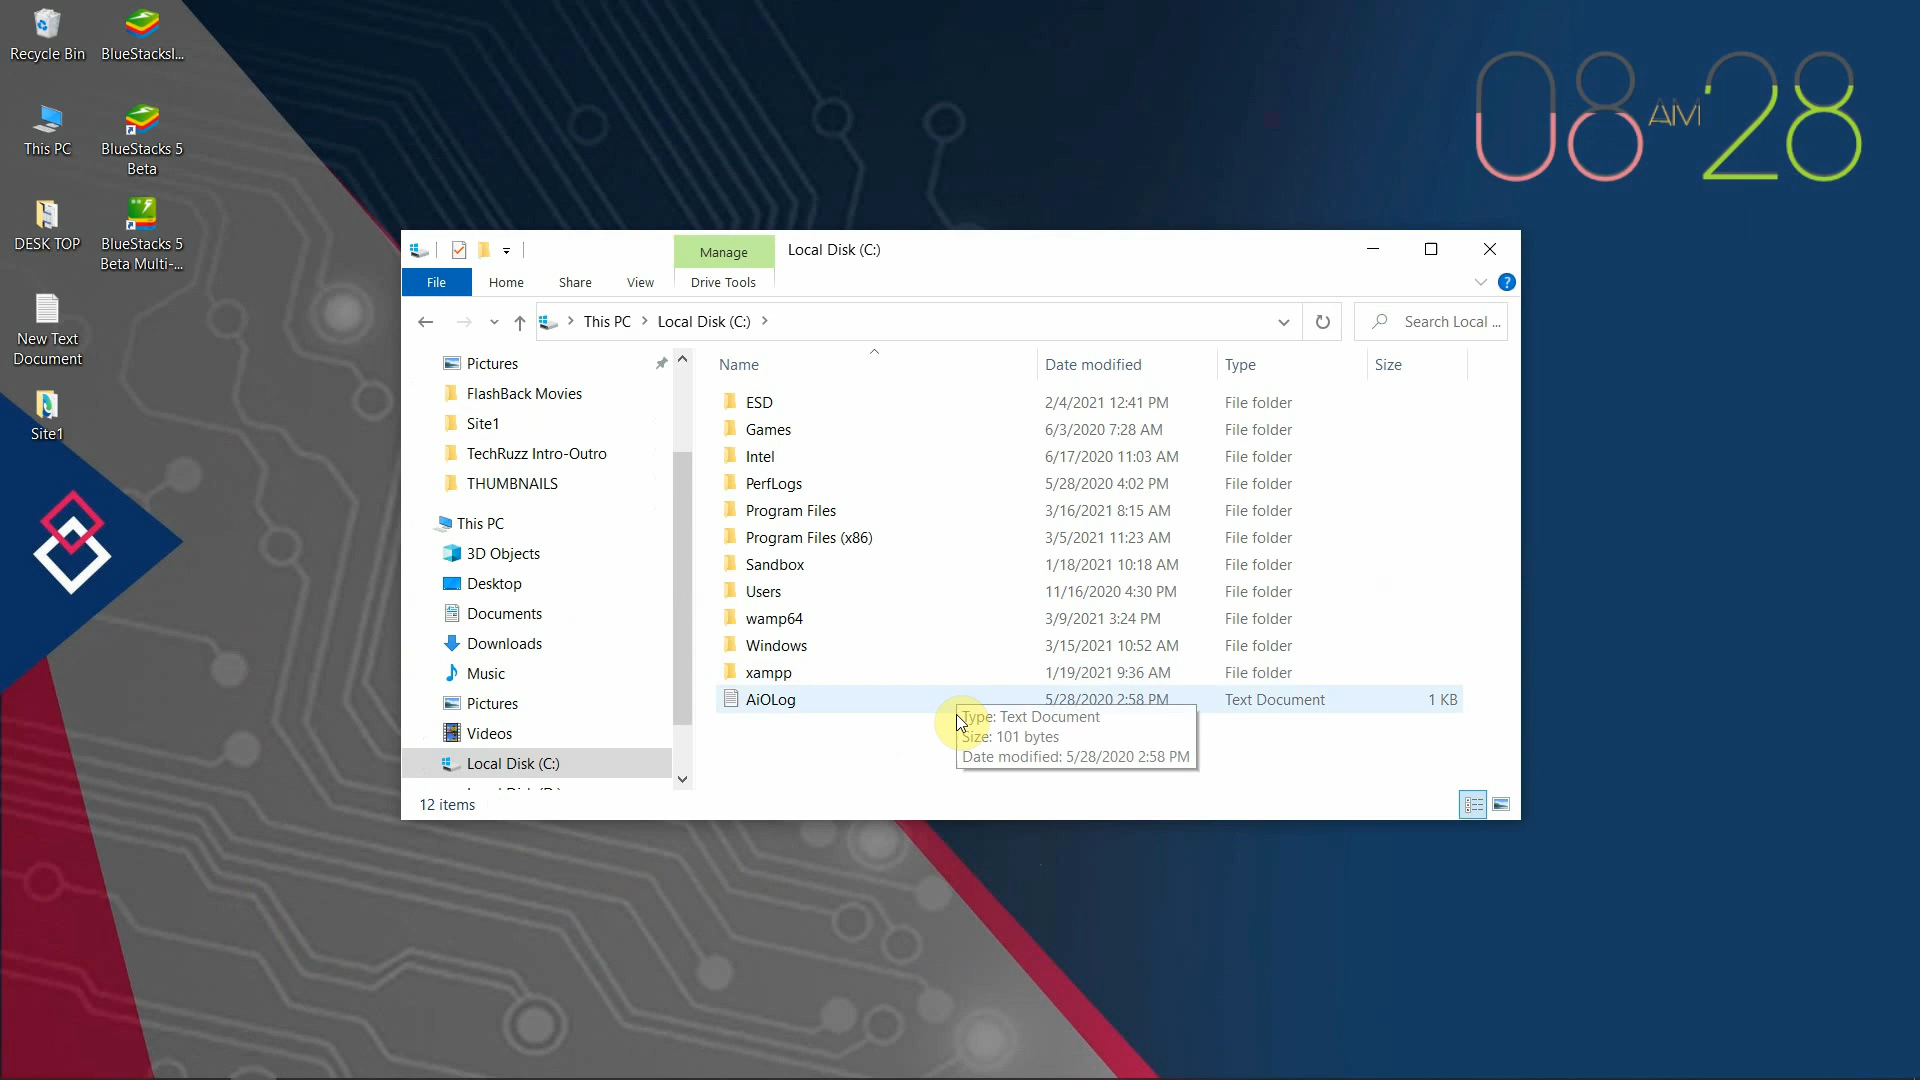 Recycle Bin
BlueStacksI...
This PC
BlueStacks 5
Beta
DESK TOP
BlueStacks 5
Beta Multi-...
New Text
Document
Site1
08 AM 28
Manage
Local Disk (C:)
File
Home
Share
View
Drive Tools
?
This PC
Local Disk (C:)
Search Local ...
Pictures
FlashBack Movies
Site1
TechRuzz Intro-Outro
THUMBNAILS
This PC
3D Objects
Desktop
Documents
Downloads
Music
Pictures
Videos
Local Disk (C:)
Name Date modified Type Size
ESD 2/4/2021 12:41 PM File folder
Games 6/3/2020 7:28 AM File folder
Intel 6/17/2020 11:03 AM File folder
PerfLogs 5/28/2020 4:02 PM File folder
Program Files 3/16/2021 8:15 AM File folder
Program Files (x86) 3/5/2021 11:23 AM File folder
Sandbox 1/18/2021 10:18 AM File folder
Users 11/16/2020 4:30 PM File folder
wamp64 3/9/2021 3:24 PM File folder
Windows 3/15/2021 10:52 AM File folder
xampp 1/19/2021 9:36 AM File folder
AiOLog 5/28/2020 2:58 PM Text Document 1 KB
Type: Text Document
Size: 101 bytes
Date modified: 5/28/2020 2:58 PM
12 items